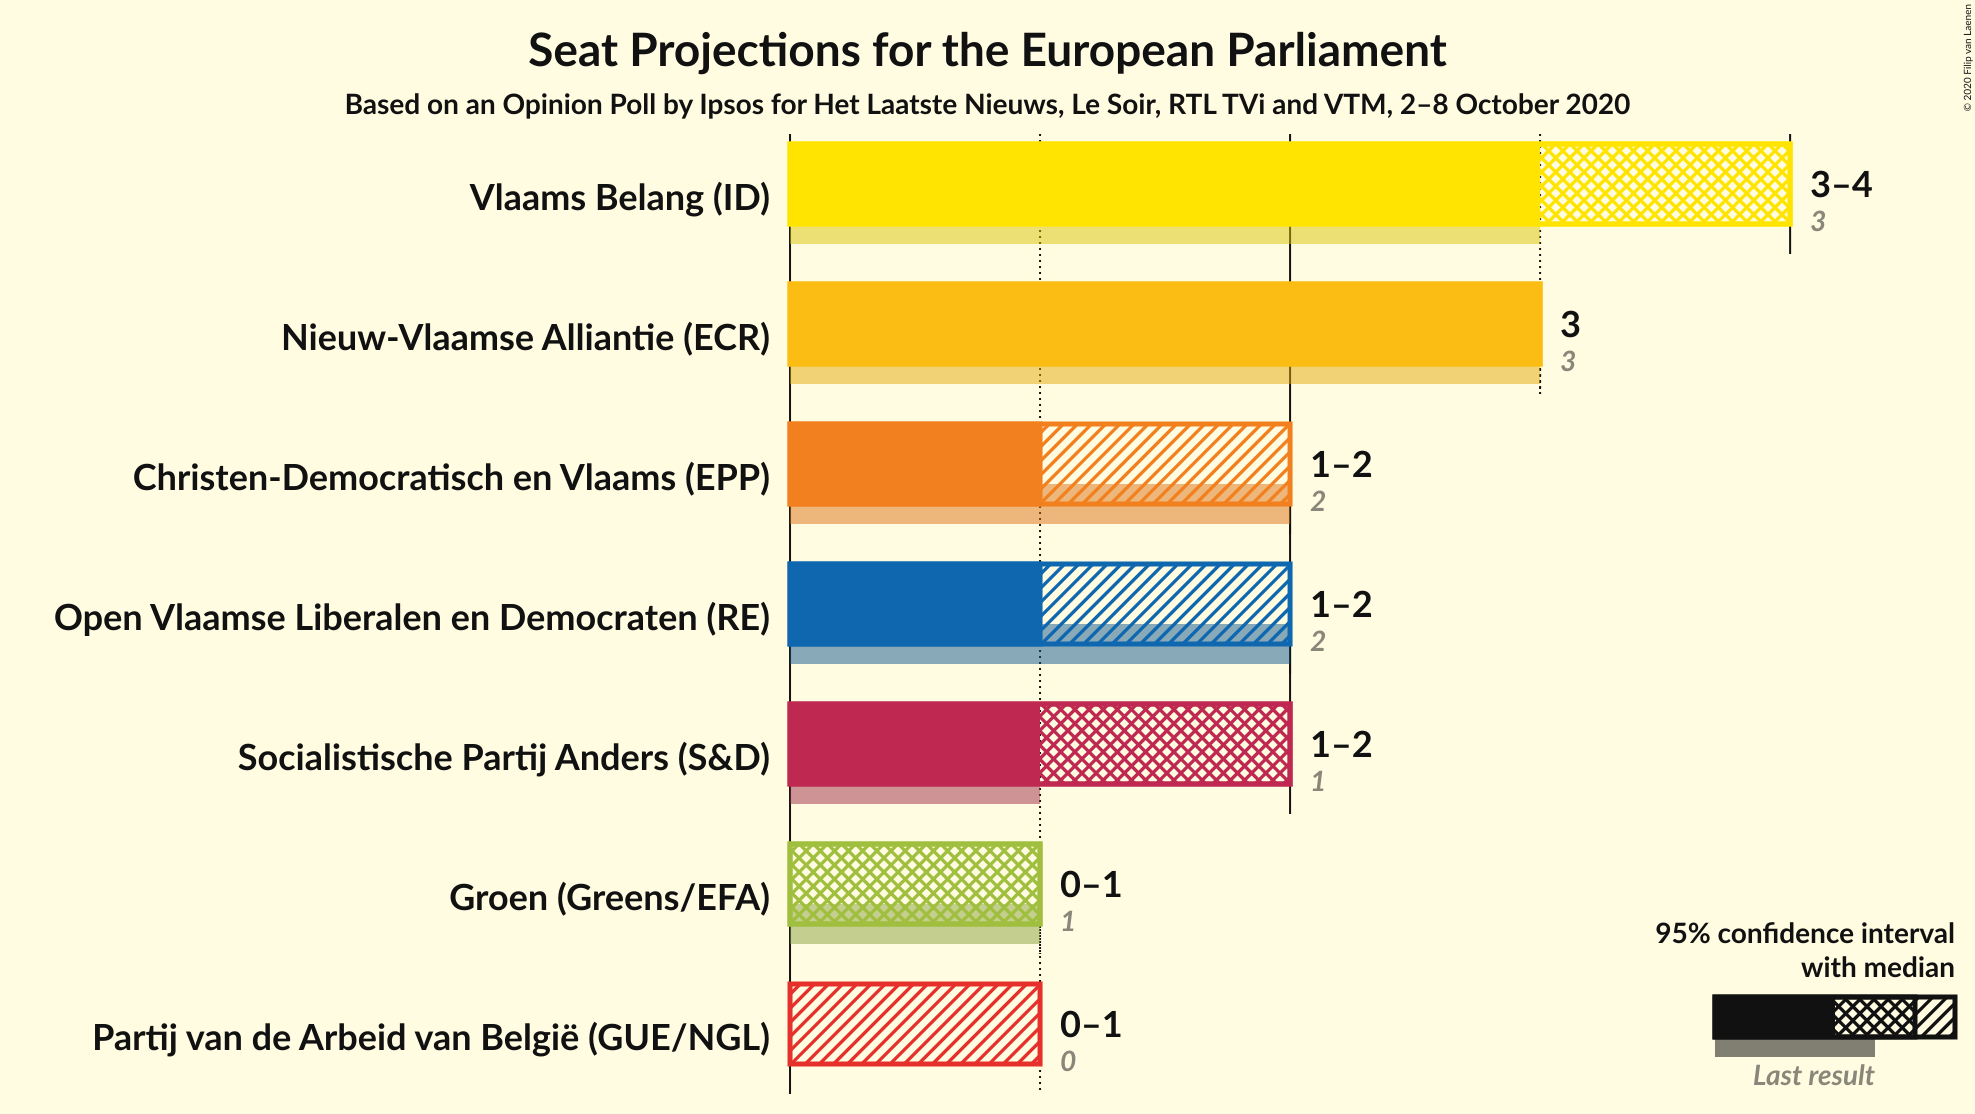 Seat Projections for the European Parliament
Based on an Opinion Poll by Ipsos for Het Laatste Nieuws, Le Soir, RTL TVi and VTM, 2–8 October 2020
© 2020 Filip van Laenen
Vlaams Belang (ID)
3–4
3
Nieuw-Vlaamse Alliantie (ECR)
3
3
Christen-Democratisch en Vlaams (EPP)
1–2
2
Open Vlaamse Liberalen en Democraten (RE)
1–2
2
Socialistische Partij Anders (S&D)
1–2
1
Groen (Greens/EFA)
0–1
1
Partij van de Arbeid van België (GUE/NGL)
0–1
0
95% confidence interval
with median
Last result